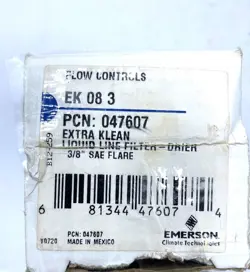 FLOW CONTROLS
EK 08 3
PCN: 047607
EXTRA KLEAN
LIQUID LINE FILTER-DRIER
3/8" SAE FLARE
6 81344 47607 4
PCN: 047607
MADE IN MEXICO
10720
EMERSON
Climate Technologies